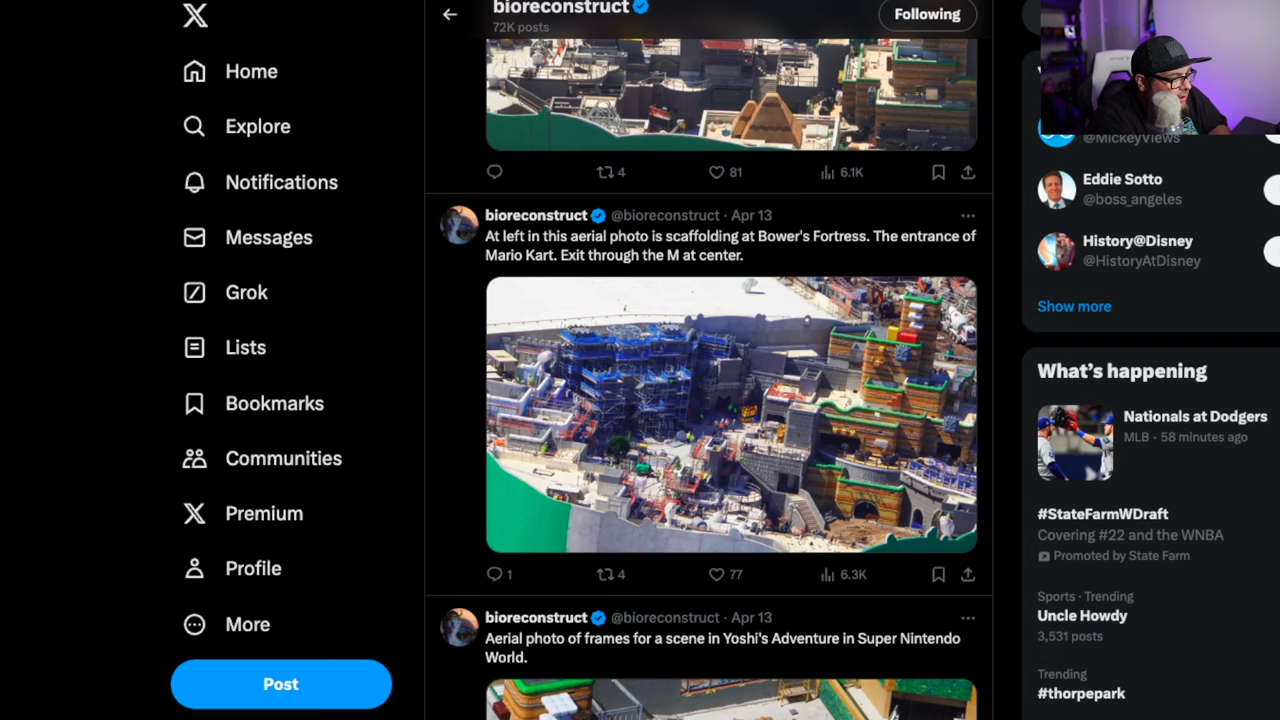 Home
Explore
Notifications
Messages
Grok
Lists
Bookmarks
Communities
Premium
Profile
More
Post
bioreconstruct
72K posts
Following
4
81
6.1K
bioreconstruct @bioreconstruct · Apr 13
At left in this aerial photo is scaffolding at Bower's Fortress. The entrance of
Mario Kart. Exit through the M at center.
1
4
77
6.3K
bioreconstruct @bioreconstruct · Apr 13
Aerial photo of frames for a scene in Yoshi's Adventure in Super Nintendo
World.
@MickeyViews
Eddie Sotto
@boss_angeles
History@Disney
@HistoryAtDisney
Show more
What's happening
Nationals at Dodgers
MLB · 58 minutes ago
#StateFarmWDraft
Covering #22 and the WNBA
Promoted by State Farm
Sports · Trending
Uncle Howdy
3,531 posts
Trending
#thorpepark